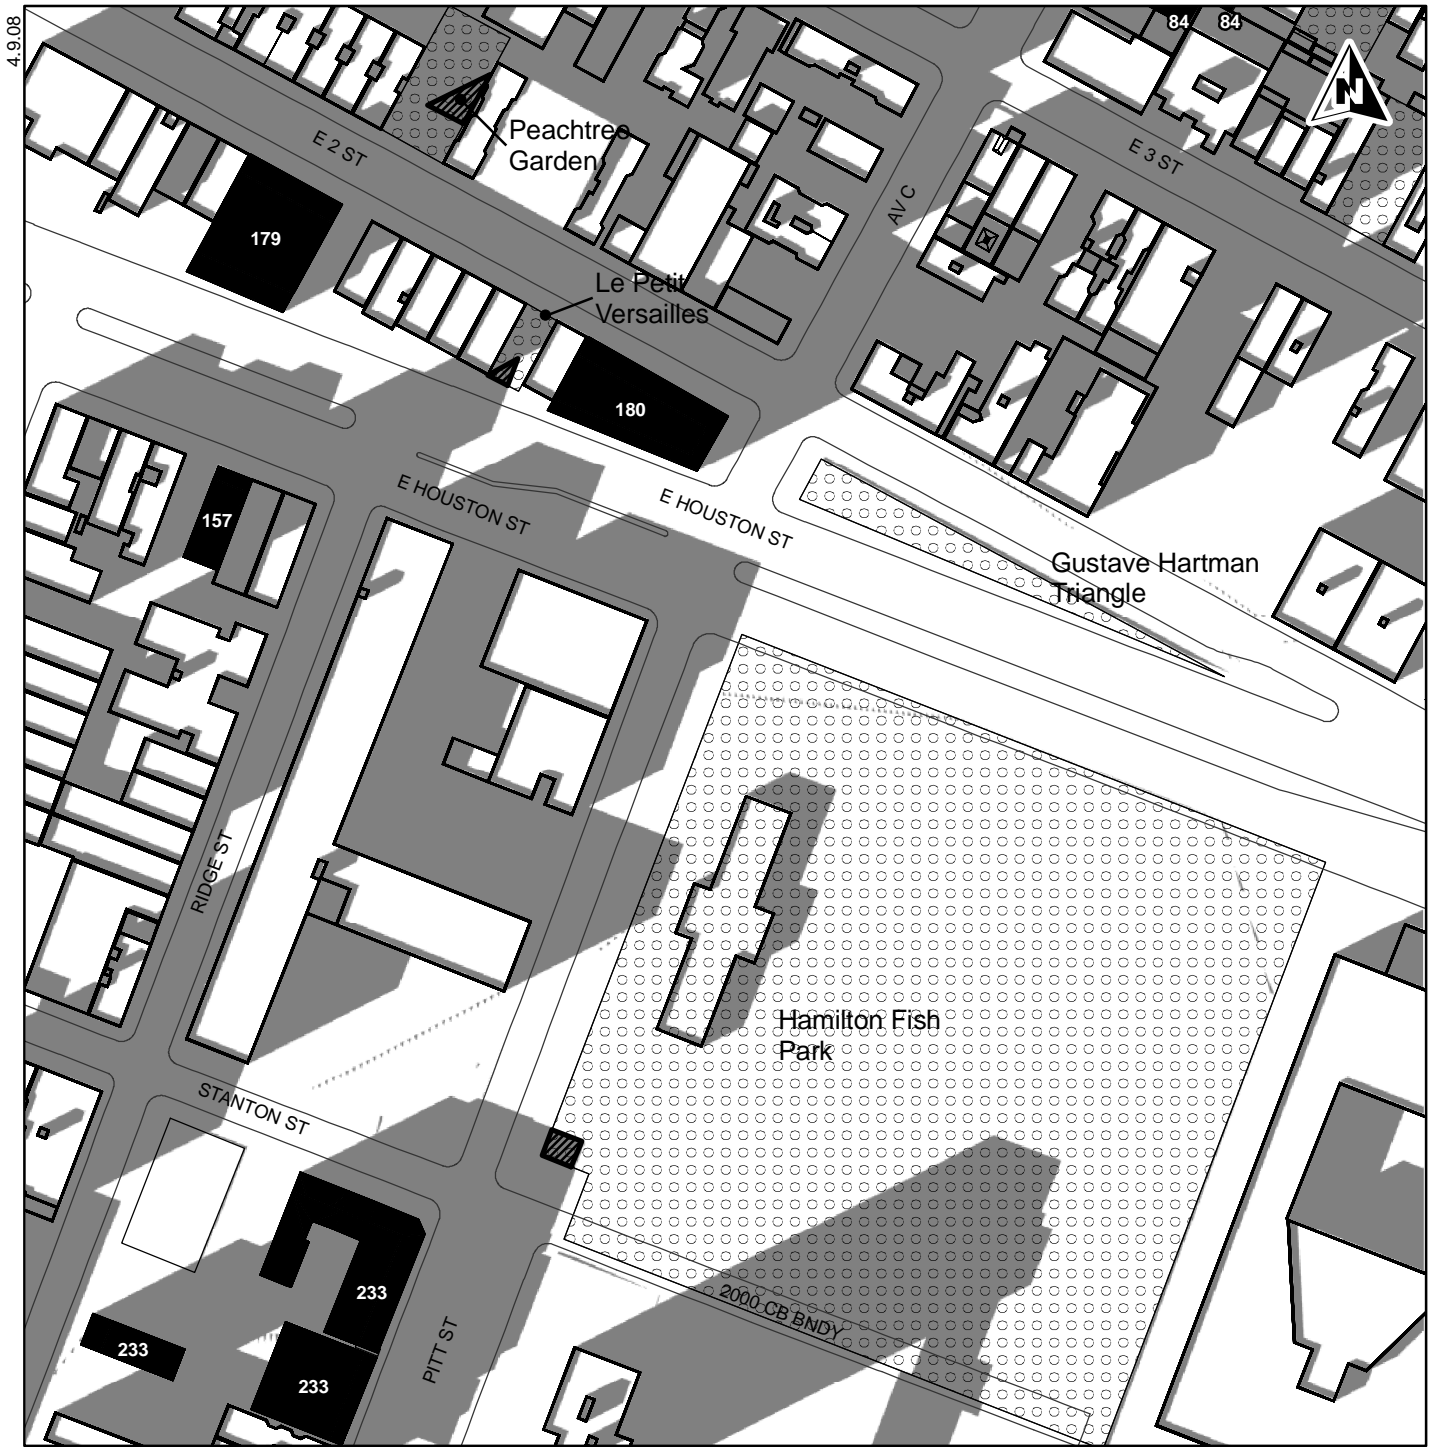 4.9.08
84
84
N
E 2 ST
Peachtree
Garden
E 3 ST
AV C
179
Le Petit
Versailles
180
157
E HOUSTON ST
E HOUSTON ST
Gustave Hartman
Triangle
RIDGE ST
Hamilton Fish
Park
STANTON ST
233
2000 CB BNDY
233
PITT ST
233